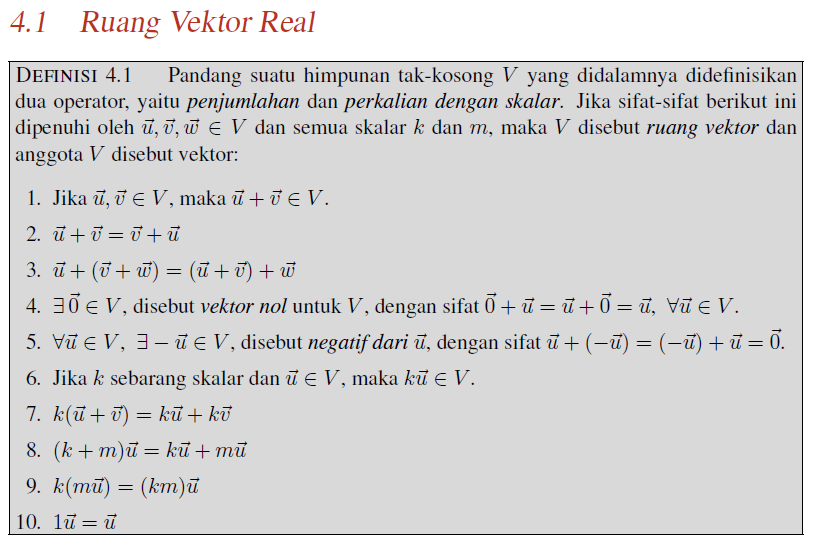 4.1 Ruang Vektor Real
DEFINISI 4.1 Pandang suatu himpunan tak-kosong V yang didalamnya didefinisikan
dua operator, yaitu penjumlahan dan perkalian dengan skalar. Jika sifat-sifat berikut ini
dipenuhi oleh u⃗, v⃗, w⃗ ∈ V dan semua skalar k dan m, maka V disebut ruang vektor dan
anggota V disebut vektor:
1. Jika u⃗, v⃗ ∈ V, maka u⃗ + v⃗ ∈ V.
2. u⃗ + v⃗ = v⃗ + u⃗
3. u⃗ + (v⃗ + w⃗) = (u⃗ + v⃗) + w⃗
4. ∃0⃗ ∈ V, disebut vektor nol untuk V, dengan sifat 0⃗ + u⃗ = u⃗ + 0⃗ = u⃗, ∀u⃗ ∈ V.
5. ∀u⃗ ∈ V, ∃ − u⃗ ∈ V, disebut negatif dari u⃗, dengan sifat u⃗ + (−u⃗) = (−u⃗) + u⃗ = 0⃗.
6. Jika k sebarang skalar dan u⃗ ∈ V, maka ku⃗ ∈ V.
7. k(u⃗ + v⃗) = ku⃗ + kv⃗
8. (k + m)u⃗ = ku⃗ + mu⃗
9. k(mu⃗) = (km)u⃗
10. 1u⃗ = u⃗